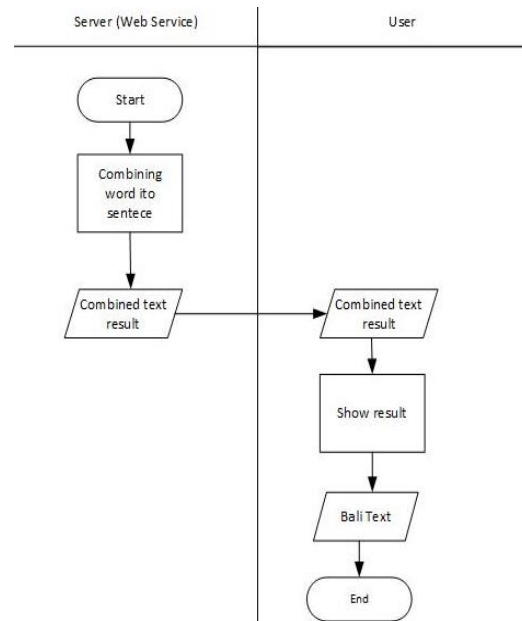 Server (Web Service)
User
Start
Combining
word ito
sentece
Combined text
result
Combined text
result
Show result
Bali Text
End